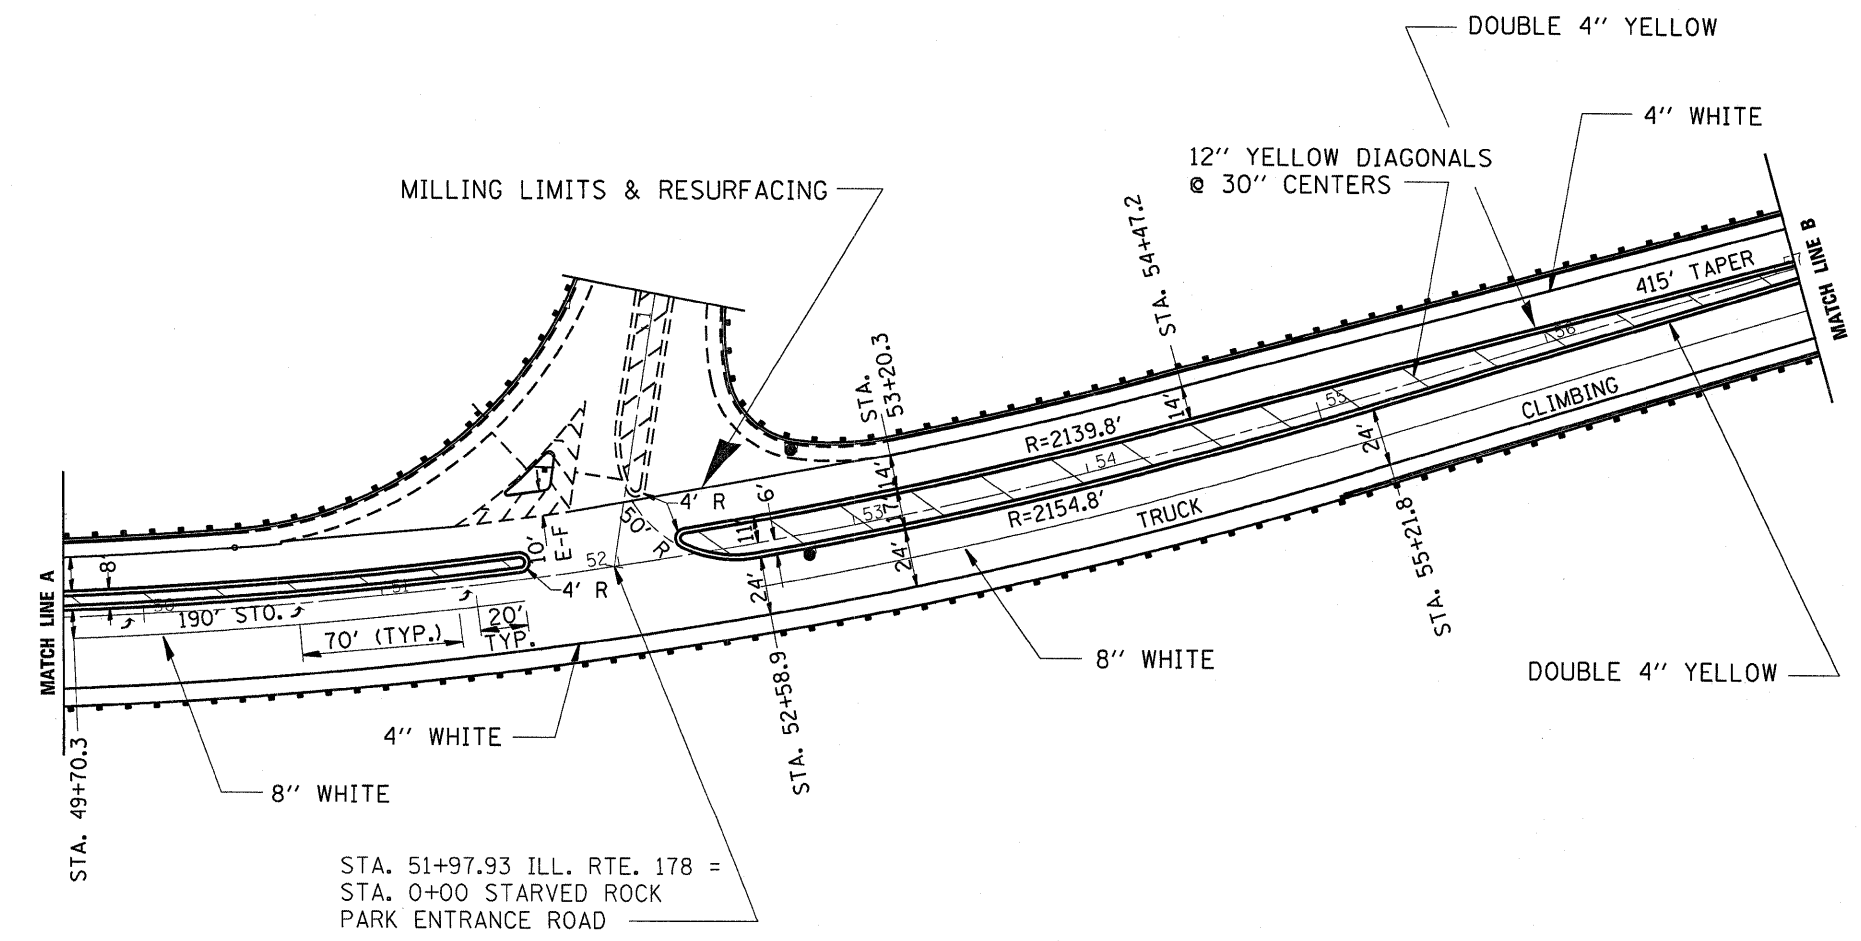 DOUBLE 4" YELLOW
4" WHITE
12" YELLOW DIAGONALS
@ 30" CENTERS
MILLING LIMITS & RESURFACING
STA. 54+47.2
STA.
53+20.3
415' TAPER
MATCH LINE B
56
55
54
53
52
51
50
14'
R=2139.8'
CLIMBING
24'
4' R
14'
17'
6'
11'
R=2154.8'
TRUCK
50' R
10'
E-F
24'
24'
4' R
8'
MATCH LINE A
190' STO.
70' (TYP.)
20'
TYP.
STA. 55+21.8
8" WHITE
DOUBLE 4" YELLOW
STA. 52+58.9
4" WHITE
8" WHITE
STA. 49+70.3
STA. 51+97.93 ILL. RTE. 178 =
STA. 0+00 STARVED ROCK
PARK ENTRANCE ROAD